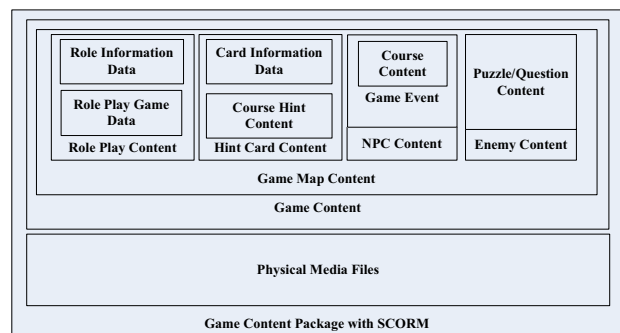 Role Information
Data
Role Play Game
Data
Role Play Content
Card Information
Data
Course Hint
Content
Hint Card Content
Course
Content
Game Event
NPC Content
Puzzle/Question
Content
Enemy Content
Game Map Content
Game Content
Physical Media Files
Game Content Package with SCORM